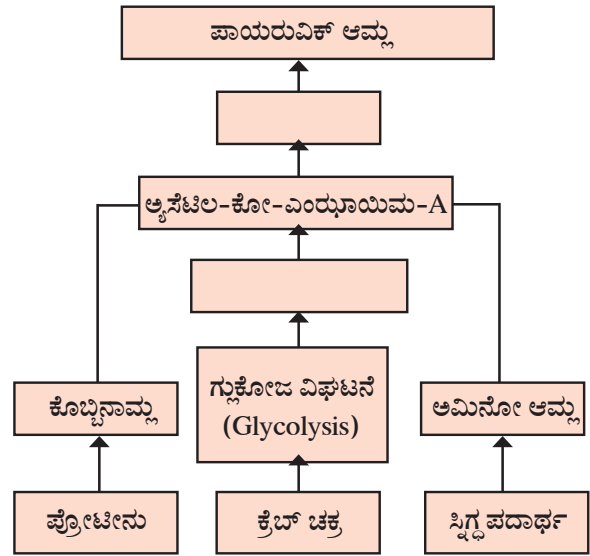 ಪಾಯರುವಿಕ್ ಆಮ್ಲ
ಅ್ಯಸೆಟಿಲ-ಕೋ-ಎಂಝಾಯಿಮ-A
ಗ್ಲುಕೋಜ ವಿಘಟನೆ
(Glycolysis)
ಕೊಬ್ಬಿನಾಮ್ಲ
ಅಮಿನೋ ಆಮ್ಲ
ಪ್ರೋಟೀನು
ಕ್ರೆಬ್ ಚಕ್ರ
ಸ್ನಿಗ್ಧ ಪದಾರ್ಥ